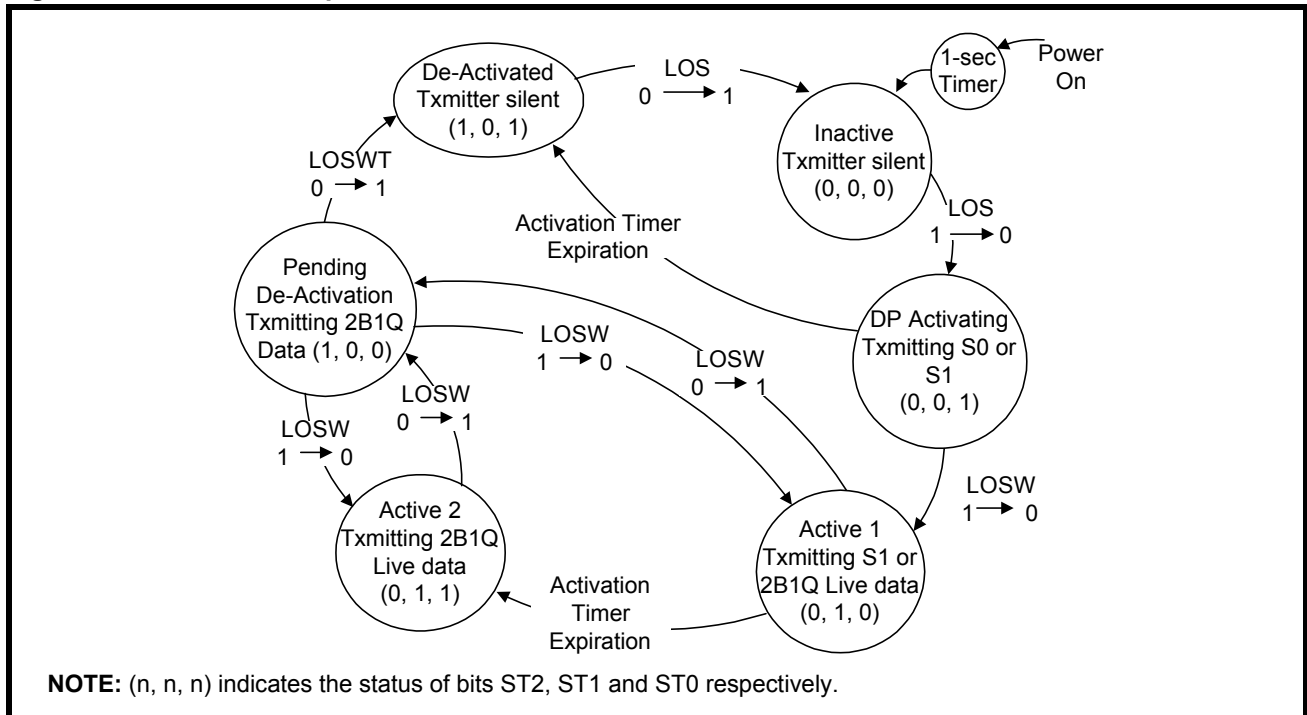 De-Activated
Txmitter silent
(1, 0, 1)
LOS
0 → 1
1-sec
Timer
Power
On
Inactive
Txmitter silent
(0, 0, 0)
LOS
1 → 0
LOSWT
0 → 1
Activation Timer
Expiration
Pending
De-Activation
Txmitting 2B1Q
Data (1, 0, 0)
DP Activating
Txmitting S0 or
S1
(0, 0, 1)
LOSW
1 → 0
LOSW
0 → 1
LOSW
0 → 1
LOSW
1 → 0
LOSW
1 → 0
Active 2
Txmitting 2B1Q
Live data
(0, 1, 1)
Activation
Timer
Expiration
Active 1
Txmitting S1 or
2B1Q Live data
(0, 1, 0)
NOTE: (n, n, n) indicates the status of bits ST2, ST1 and ST0 respectively.